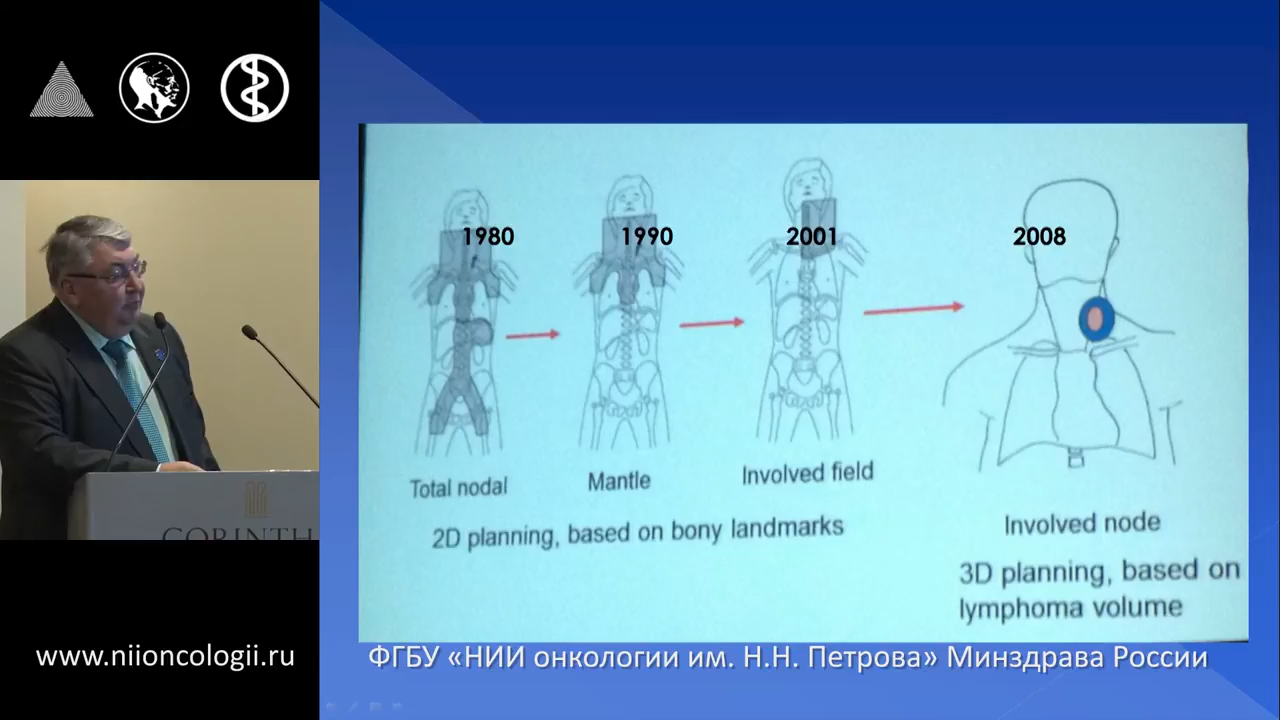 1980
1990
2001
2008
Total nodal
Mantle
Involved field
2D planning, based on bony landmarks
Involved node
3D planning, based on
lymphoma volume
CORINTH
www.niioncologii.ru
ФГБУ «НИИ онкологии им. Н.Н. Петрова» Минздрава России